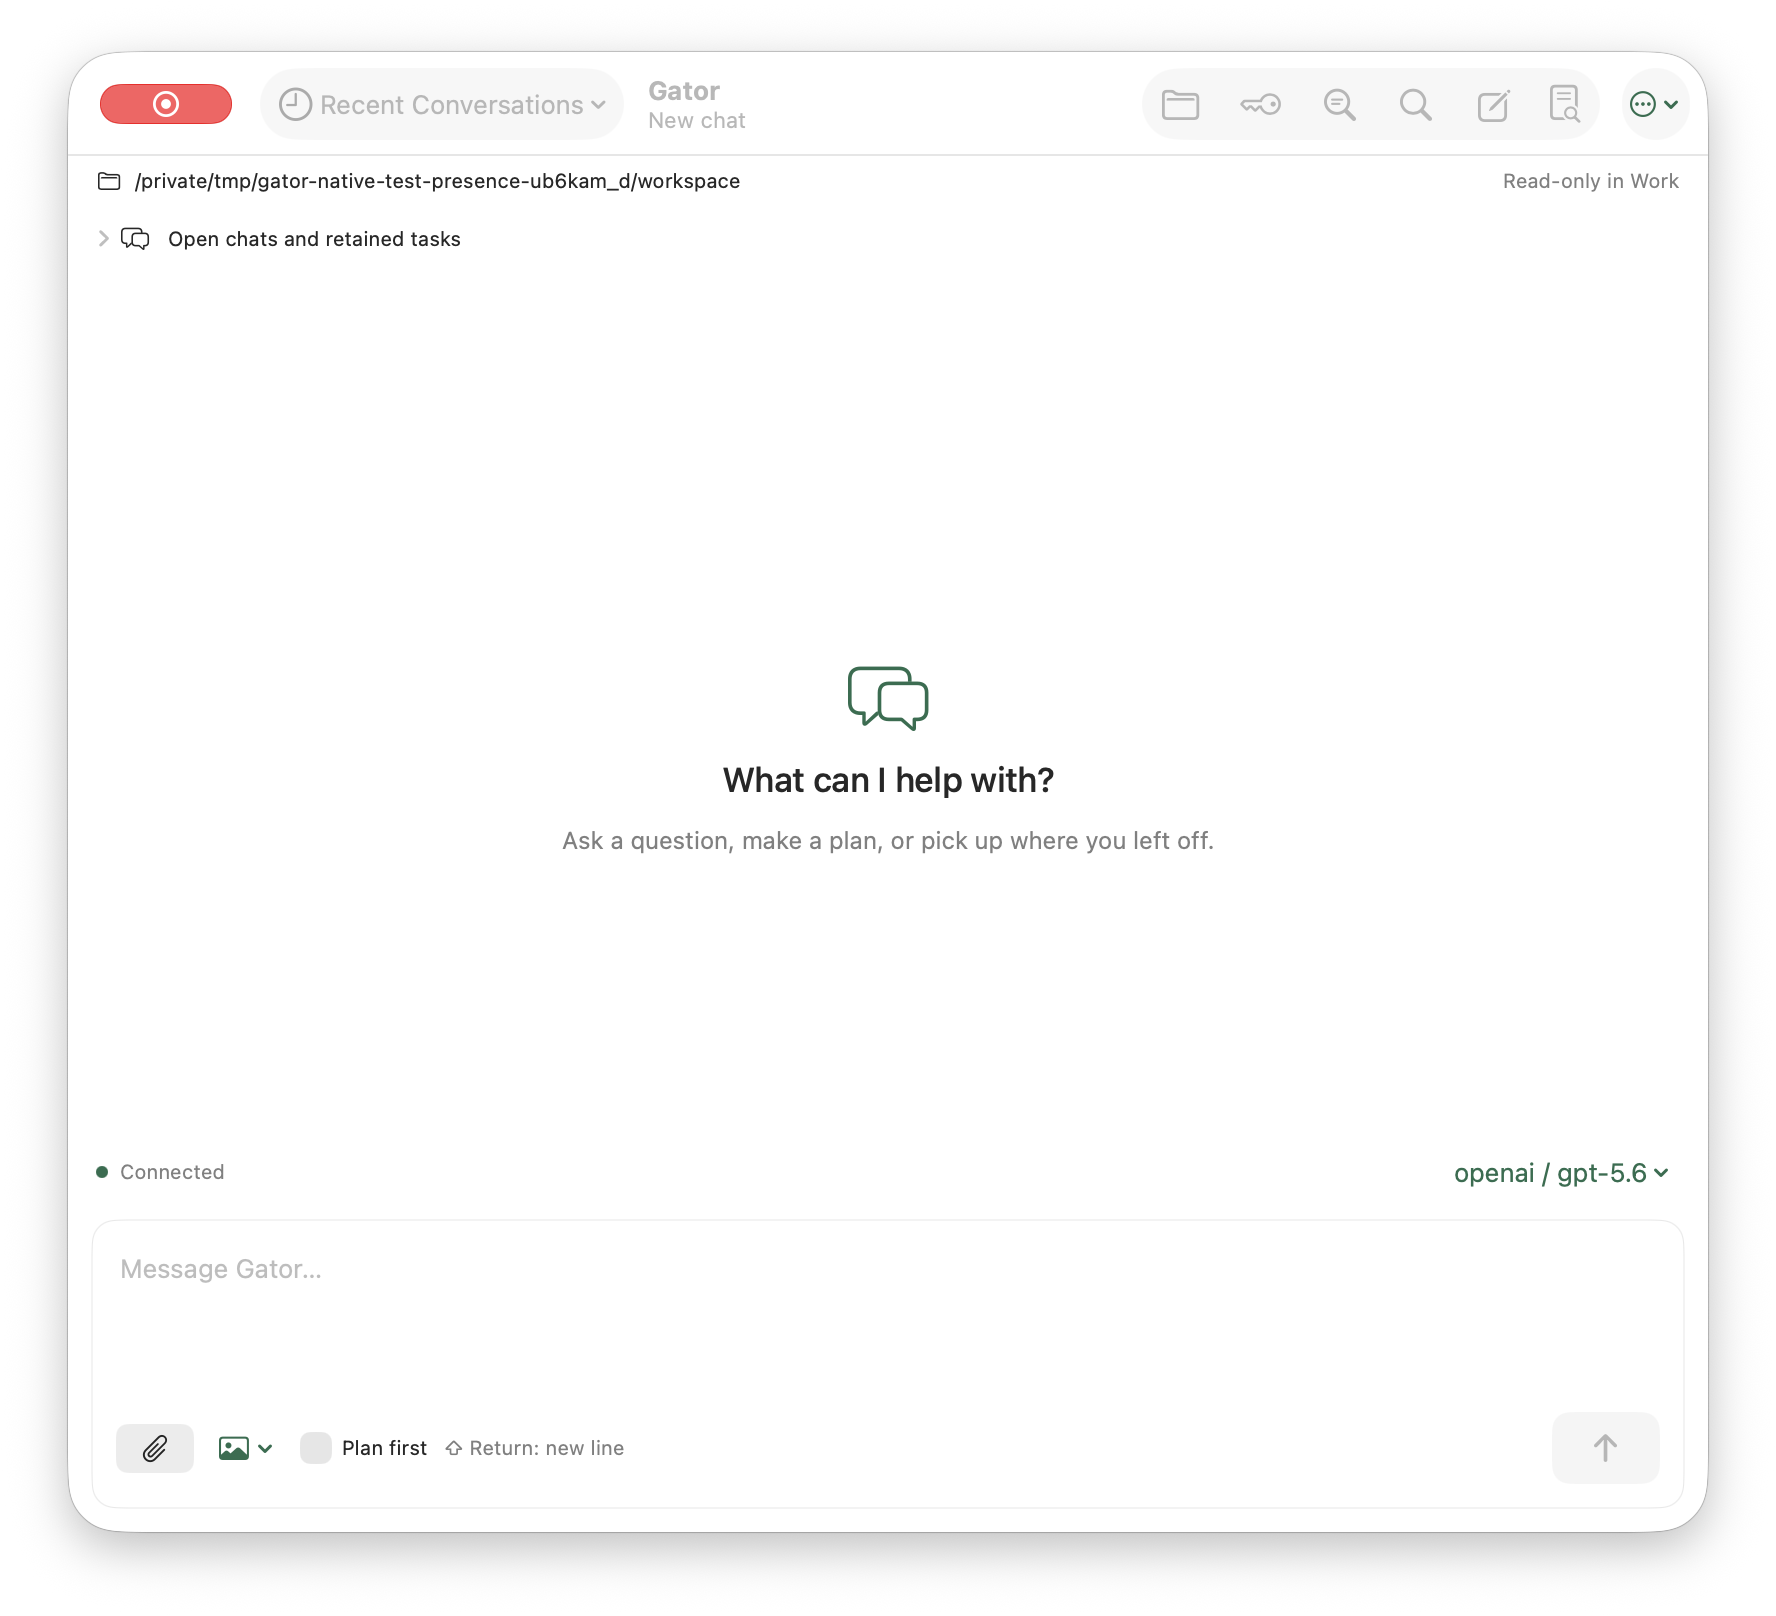 Recent Conversations
Gator
New chat
/private/tmp/gator-native-test-presence-ub6kam_d/workspace
Read-only in Work
Open chats and retained tasks
What can I help with?
Ask a question, make a plan, or pick up where you left off.
Connected
openai / gpt-5.6
Message Gator...
Plan first
Return: new line